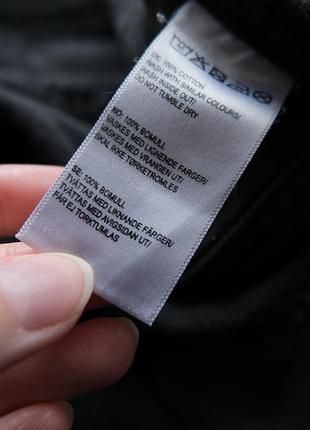 UK: 100% COTTON
WASH WITH SIMILAR COLOURS/
WASH INSIDE OUT/
DO NOT TUMBLE DRY
NO: 100% BOMULL
VASKES MED LIGNENDE FARGER/
VASKES MED VRANGEN UT/
SKAL IKKE TØRKETROMLES
SE: 100% BOMULL
TVÄTTAS MED LIKNANDE FÄRGER/
TVÄTTAS MED AVIGSIDAN UT/
FÅR EJ TORKTUMLAS